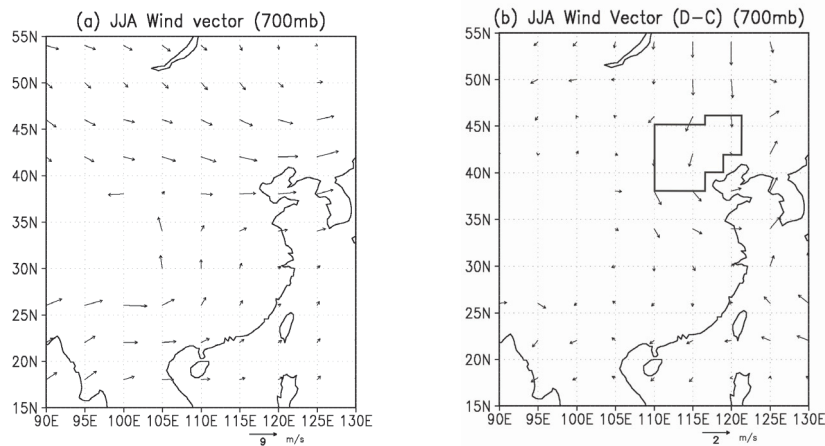 (a) JJA Wind vector (700mb)
55N
50N
45N
40N
35N
30N
25N
20N
15N
90E 95E 100E 105E 110E 115E 120E 125E 130E
9 m/s
(b) JJA Wind Vector (D-C) (700mb)
55N
50N
45N
40N
35N
30N
25N
20N
15N
90E 95E 100E 105E 110E 115E 120E 125E 130E
2 m/s